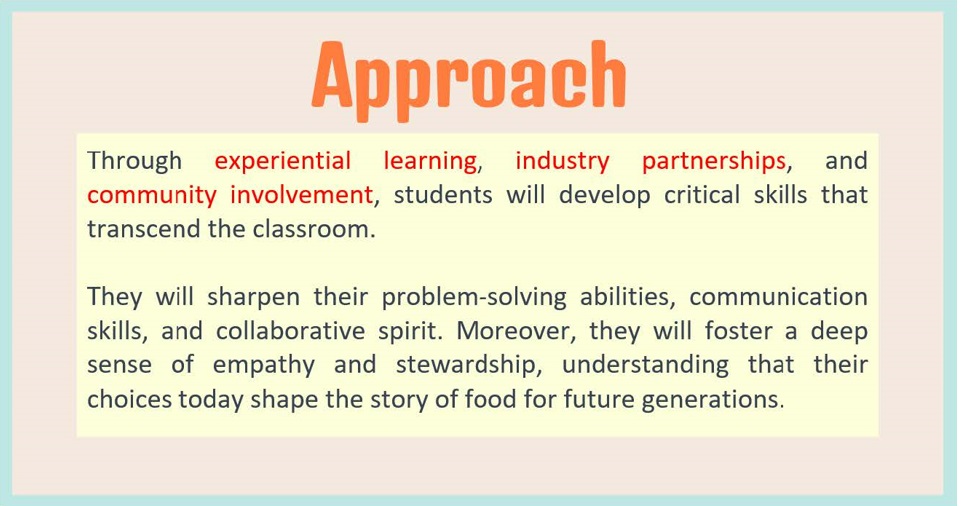 Approach
Through experiential learning, industry partnerships, and
community involvement, students will develop critical skills that
transcend the classroom.
They will sharpen their problem-solving abilities, communication
skills, and collaborative spirit. Moreover, they will foster a deep
sense of empathy and stewardship, understanding that their
choices today shape the story of food for future generations.